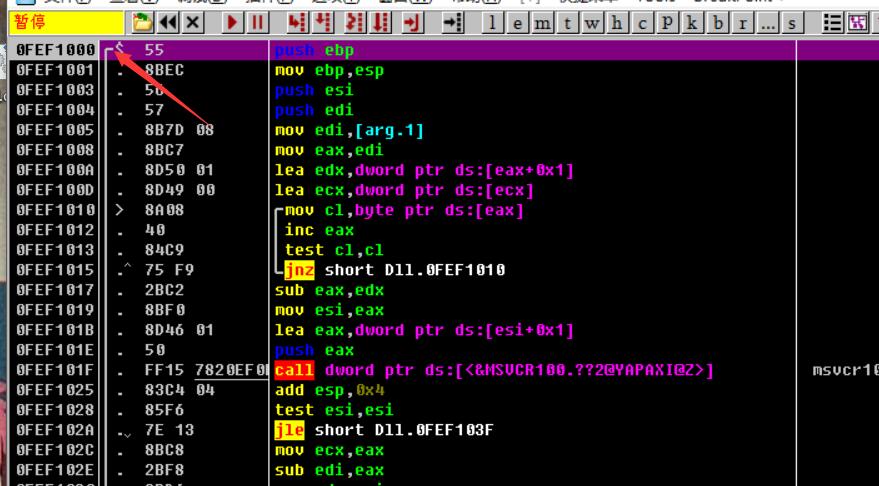 暂停 l e m t w h c p k b r ... s
0FEF1000 55 push ebp
0FEF1001 . 8BEC mov ebp,esp
0FEF1003 . 56 push esi
0FEF1004 . 57 push edi
0FEF1005 . 8B7D 08 mov edi,[arg.1]
0FEF1008 . 8BC7 mov eax,edi
0FEF100A . 8D50 01 lea edx,dword ptr ds:[eax+0x1]
0FEF100D . 8D49 00 lea ecx,dword ptr ds:[ecx]
0FEF1010 > 8A08 mov cl,byte ptr ds:[eax]
0FEF1012 . 40 inc eax
0FEF1013 . 84C9 test cl,cl
0FEF1015 .^ 75 F9 jnz short Dll.0FEF1010
0FEF1017 . 2BC2 sub eax,edx
0FEF1019 . 8BF0 mov esi,eax
0FEF101B . 8D46 01 lea eax,dword ptr ds:[esi+0x1]
0FEF101E . 50 push eax
0FEF101F . FF15 7820EF0 call dword ptr ds:[<&MSVCR100.??2@YAPAXI@Z>] msvcr10
0FEF1025 . 83C4 04 add esp,0x4
0FEF1028 . 85F6 test esi,esi
0FEF102A .v 7E 13 jle short Dll.0FEF103F
0FEF102C . 8BC8 mov ecx,eax
0FEF102E . 2BF8 sub edi,eax